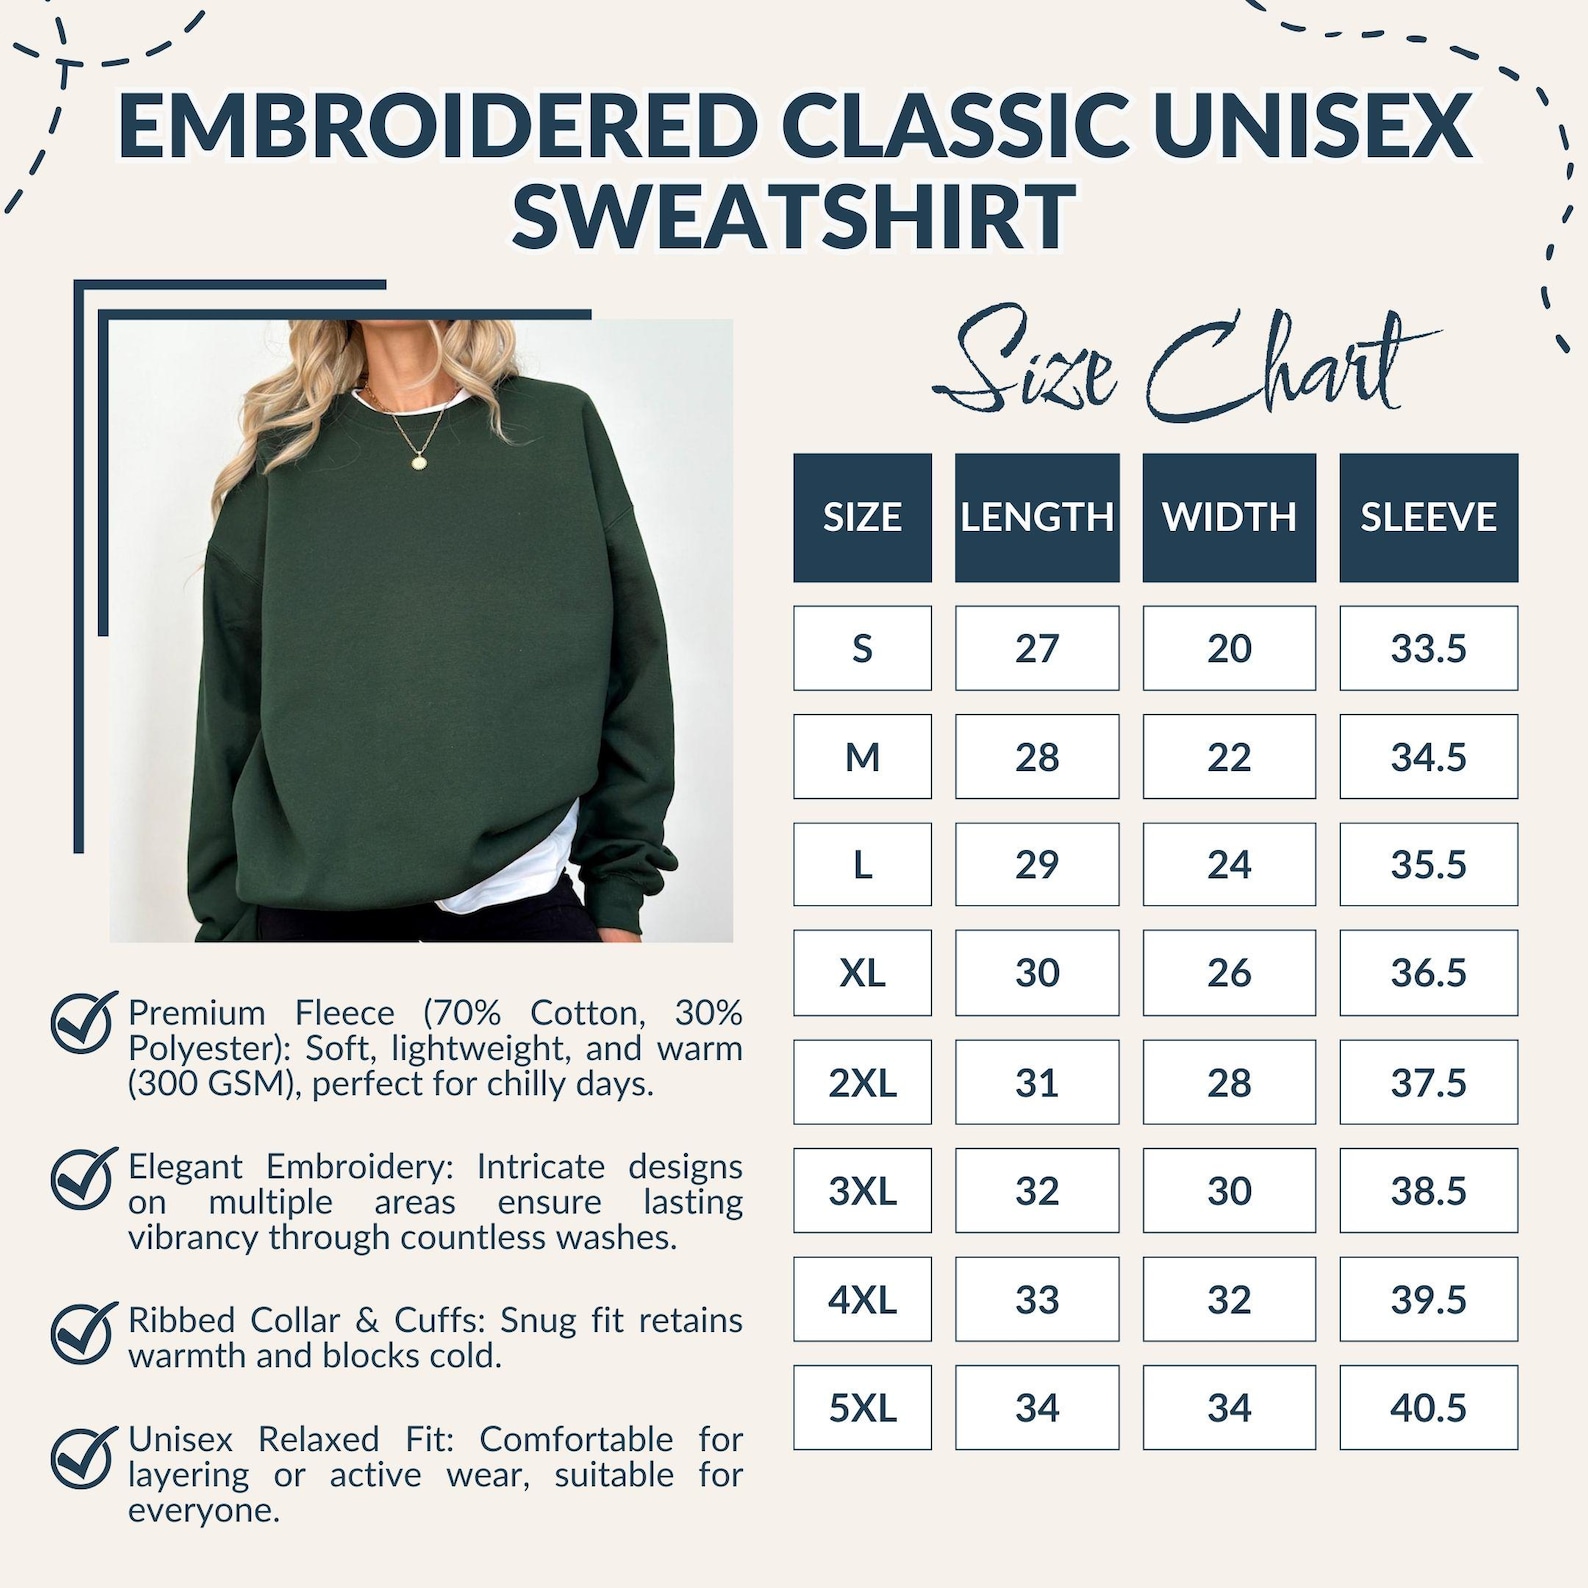 EMBROIDERED CLASSIC UNISEX
SWEATSHIRT
Size Chart
SIZE LENGTH WIDTH SLEEVE
S 27 20 33.5
M 28 22 34.5
L 29 24 35.5
XL 30 26 36.5
2XL 31 28 37.5
3XL 32 30 38.5
4XL 33 32 39.5
5XL 34 34 40.5
Premium Fleece (70% Cotton, 30%
Polyester): Soft, lightweight, and warm
(300 GSM), perfect for chilly days.
Elegant Embroidery: Intricate designs
on multiple areas ensure lasting
vibrancy through countless washes.
Ribbed Collar & Cuffs: Snug fit retains
warmth and blocks cold.
Unisex Relaxed Fit: Comfortable for
layering or active wear, suitable for
everyone.